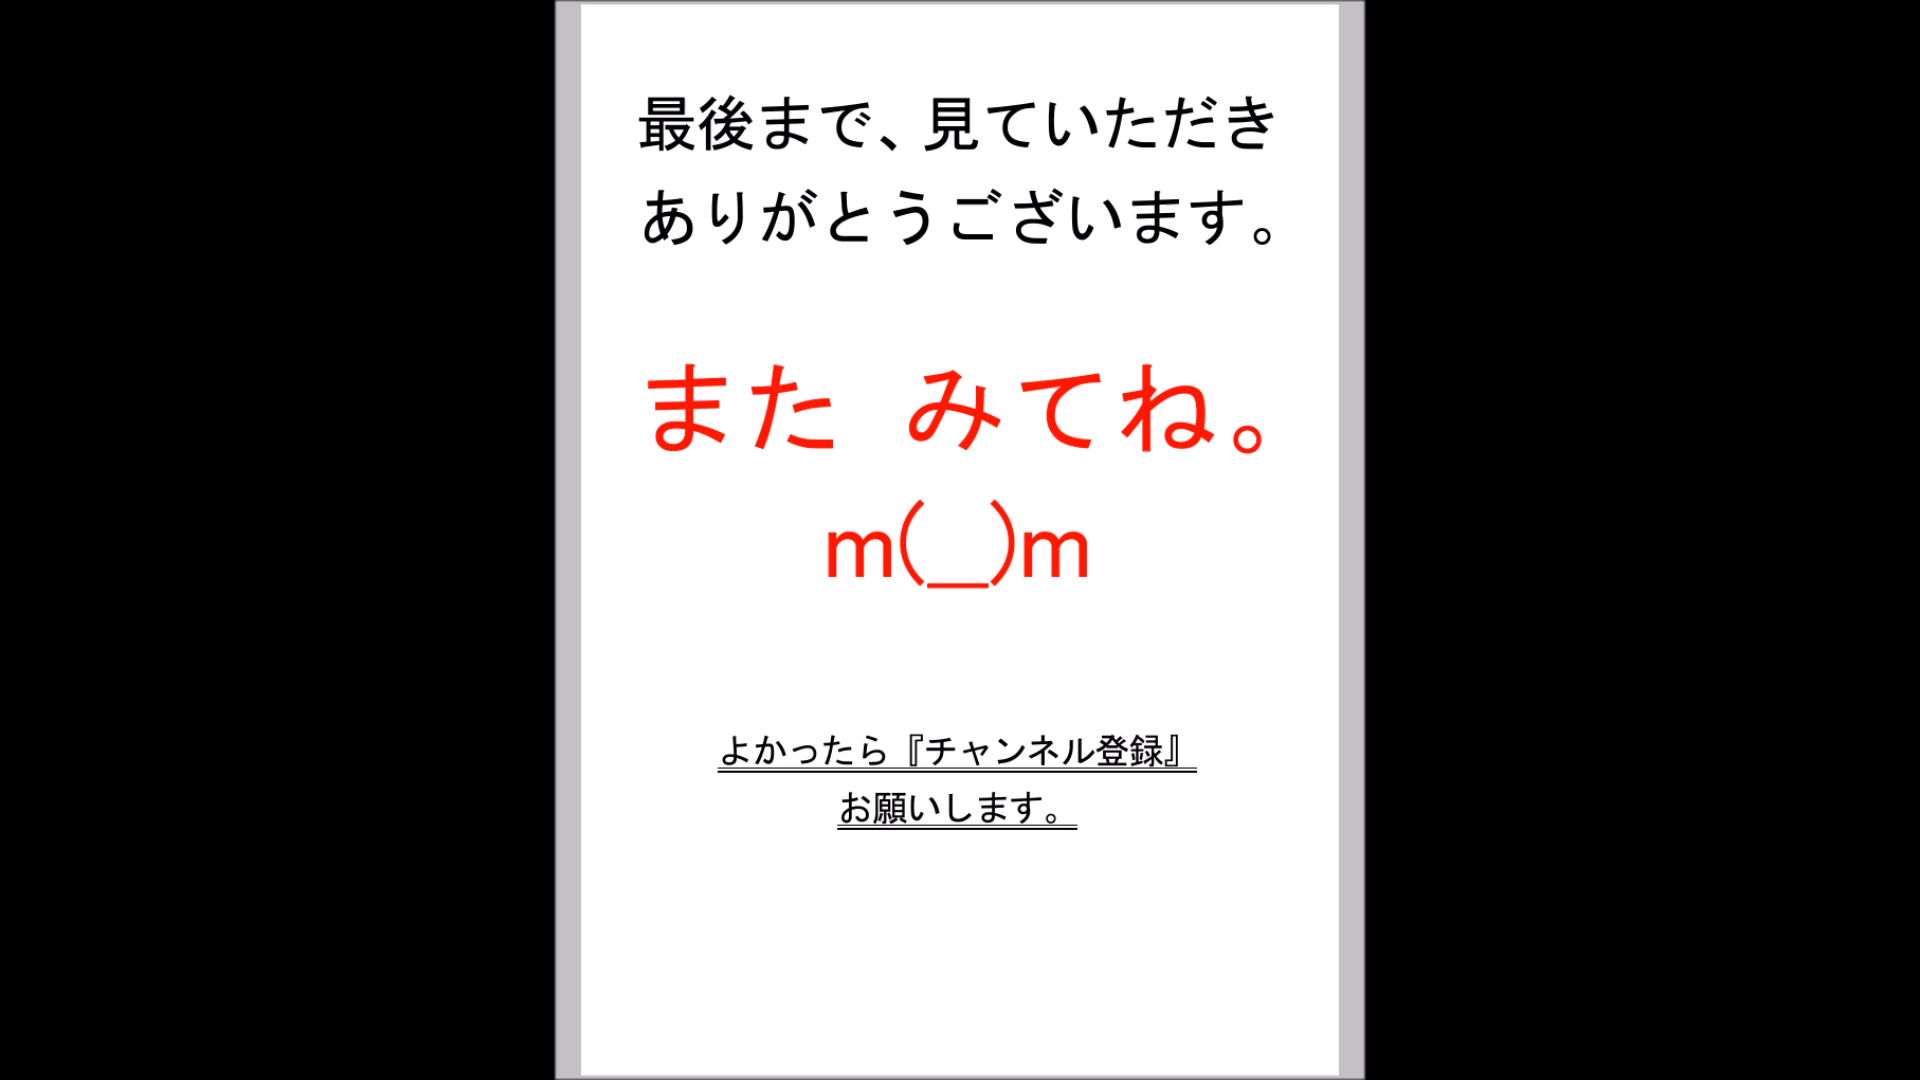 最後まで、見ていただき
ありがとうございます。
また　みてね。
m(__)m
よかったら『チャンネル登録』
お願いします。